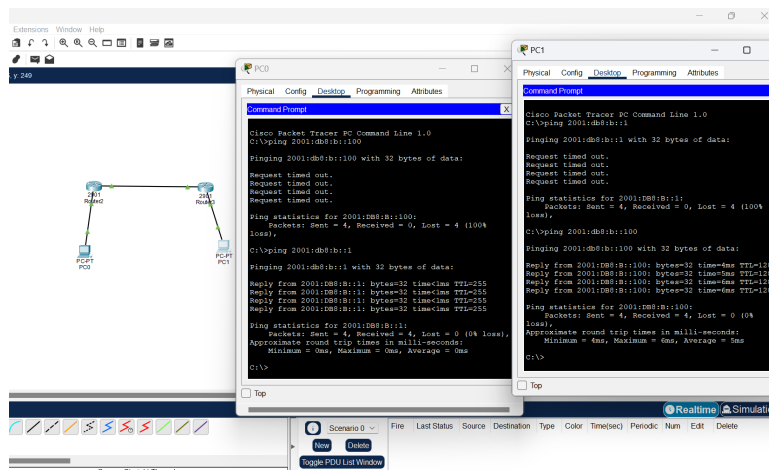 Extensions Window Help
y: 249
PC0
Physical Config Desktop Programming Attributes
Command Prompt
X
Cisco Packet Tracer PC Command Line 1.0
C:\>ping 2001:db8:b::100
Pinging 2001:db8:b::100 with 32 bytes of data:
Request timed out.
Request timed out.
Request timed out.
Request timed out.
Ping statistics for 2001:DB8:B::100:
Packets: Sent = 4, Received = 0, Lost = 4 (100%
loss),
C:\>ping 2001:db8:b::1
Pinging 2001:db8:b::1 with 32 bytes of data:
Reply from 2001:DB8:B::1: bytes=32 time<1ms TTL=255
Reply from 2001:DB8:B::1: bytes=32 time<1ms TTL=255
Reply from 2001:DB8:B::1: bytes=32 time<1ms TTL=255
Reply from 2001:DB8:B::1: bytes=32 time<1ms TTL=255
Ping statistics for 2001:DB8:B::1:
Packets: Sent = 4, Received = 4, Lost = 0 (0% loss),
Approximate round trip times in milli-seconds:
Minimum = 0ms, Maximum = 0ms, Average = 0ms
C:\>
Top
PC1
Physical Config Desktop Programming Attributes
Command Prompt
Cisco Packet Tracer PC Command Line 1.0
C:\>ping 2001:db8:b::1
Pinging 2001:db8:b::1 with 32 bytes of data:
Request timed out.
Request timed out.
Request timed out.
Request timed out.
Ping statistics for 2001:DB8:B::1:
Packets: Sent = 4, Received = 0, Lost = 4 (100%
loss),
C:\>ping 2001:db8:b::100
Pinging 2001:db8:b::100 with 32 bytes of data:
Reply from 2001:DB8:B::100: bytes=32 time=4ms TTL=12
Reply from 2001:DB8:B::100: bytes=32 time=5ms TTL=12
Reply from 2001:DB8:B::100: bytes=32 time=6ms TTL=12
Reply from 2001:DB8:B::100: bytes=32 time=6ms TTL=12
Ping statistics for 2001:DB8:B::100:
Packets: Sent = 4, Received = 4, Lost = 0 (0%
loss),
Approximate round trip times in milli-seconds:
Minimum = 4ms, Maximum = 6ms, Average = 5ms
C:\>
Top
2901
Router2
2901
Router3
PC-PT
PC0
PC-PT
PC1
Realtime Simulatio
Scenario 0
New Delete
Toggle PDU List Window
Fire Last Status Source Destination Type Color Time(sec) Periodic Num Edit Delete